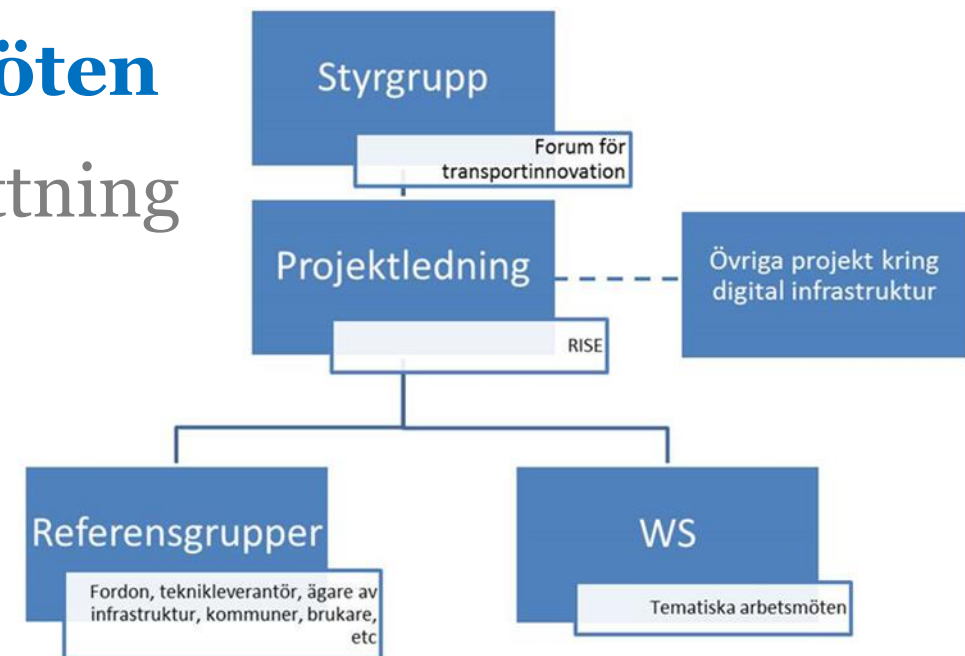 öten
ttning
Styrgrupp
Forum för
transportinnovation
Projektledning
RISE
Övriga projekt kring
digital infrastruktur
Referensgrupper
Fordon, teknikleverantör, ägare av
infrastruktur, kommuner, brukare,
etc
WS
Tematiska arbetsmöten